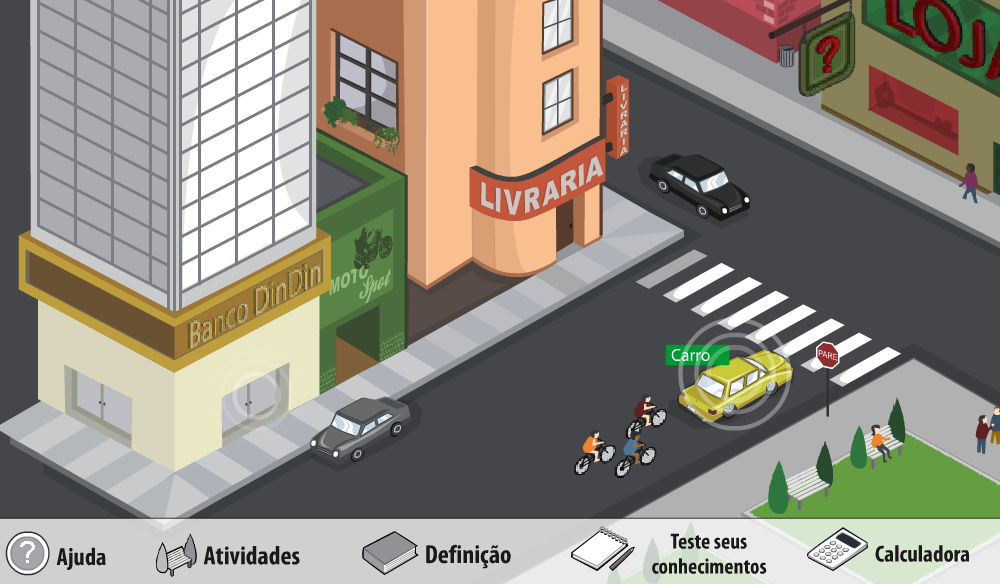 LOJA
?
LIVRARIA
LIVRARIA
Banco DinDin
MOTO
Spot
Carro
PARE
? Ajuda
Atividades
Definição
Teste seus
conhecimentos
Calculadora